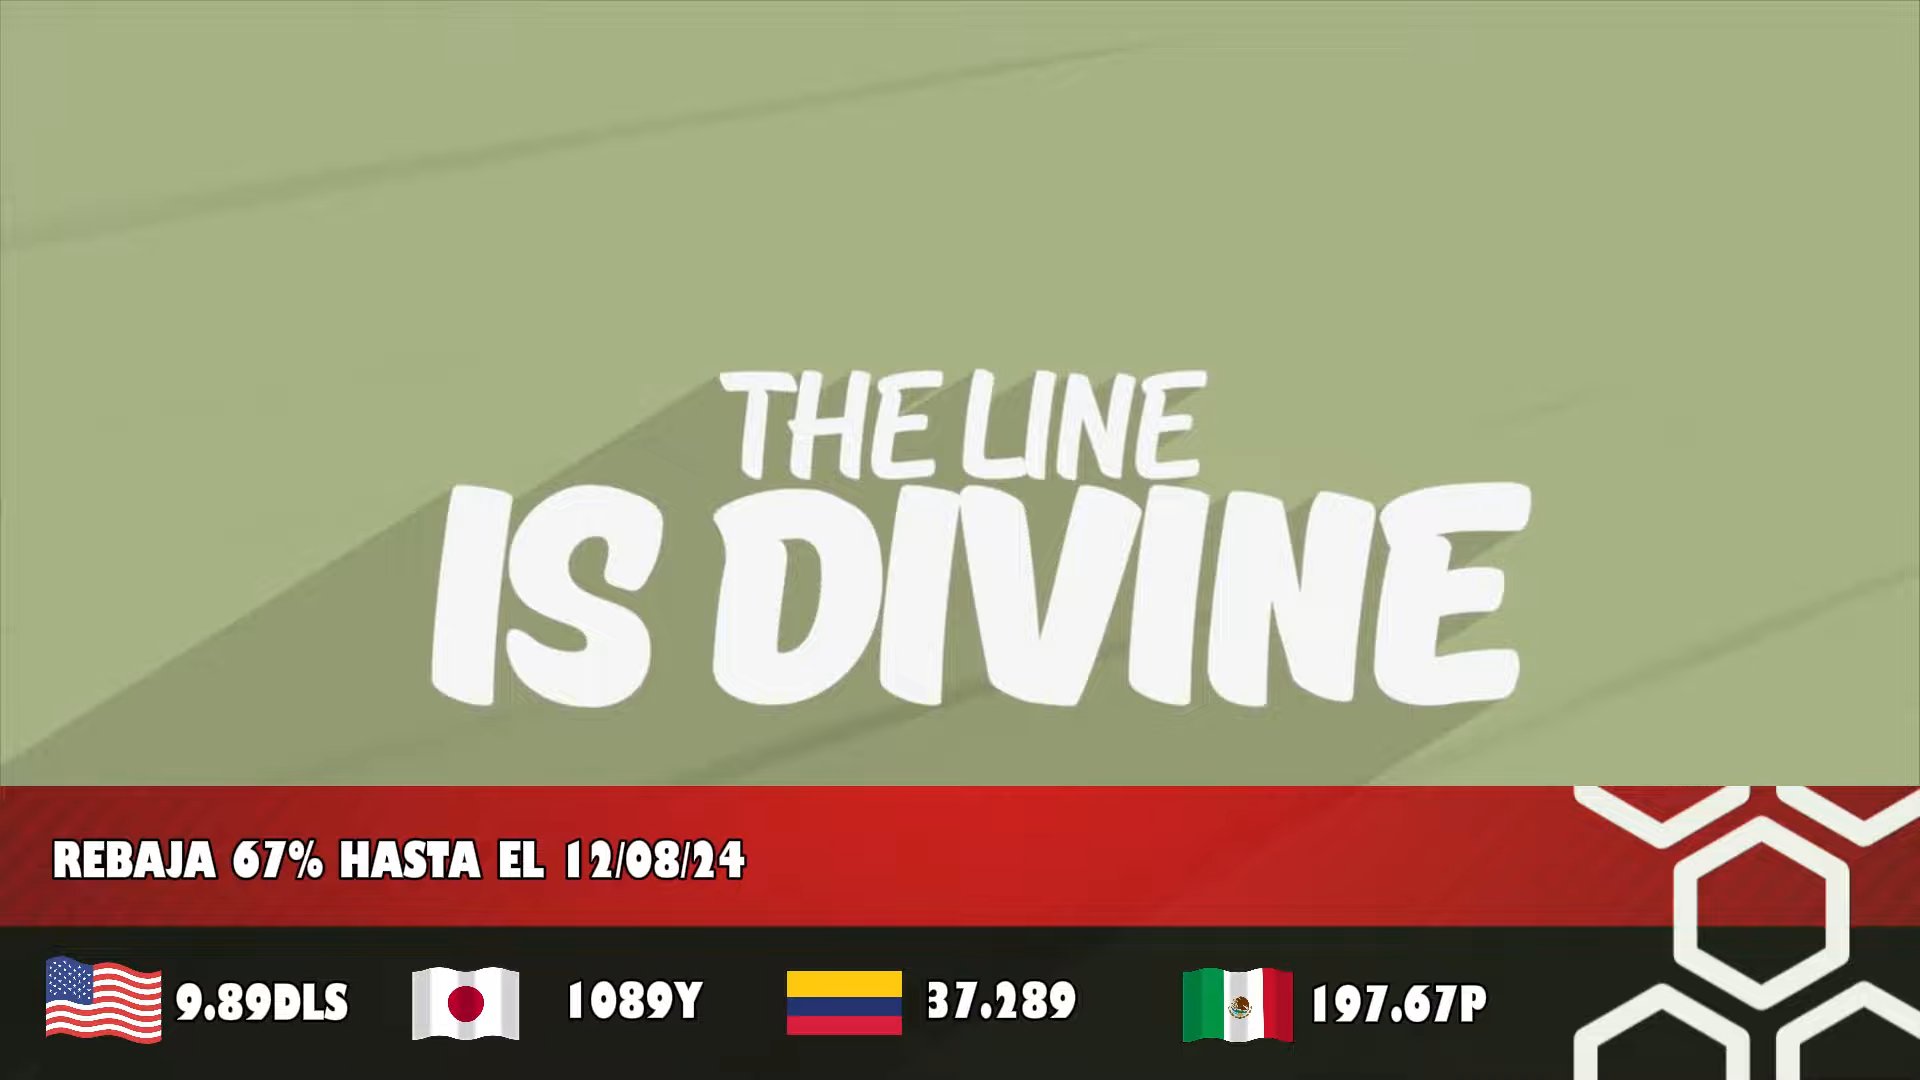 THE LINE
IS DIVINE
REBAJA 67% HASTA EL 12/08/24
9.89DLS 1089Y 37.289 197.67P